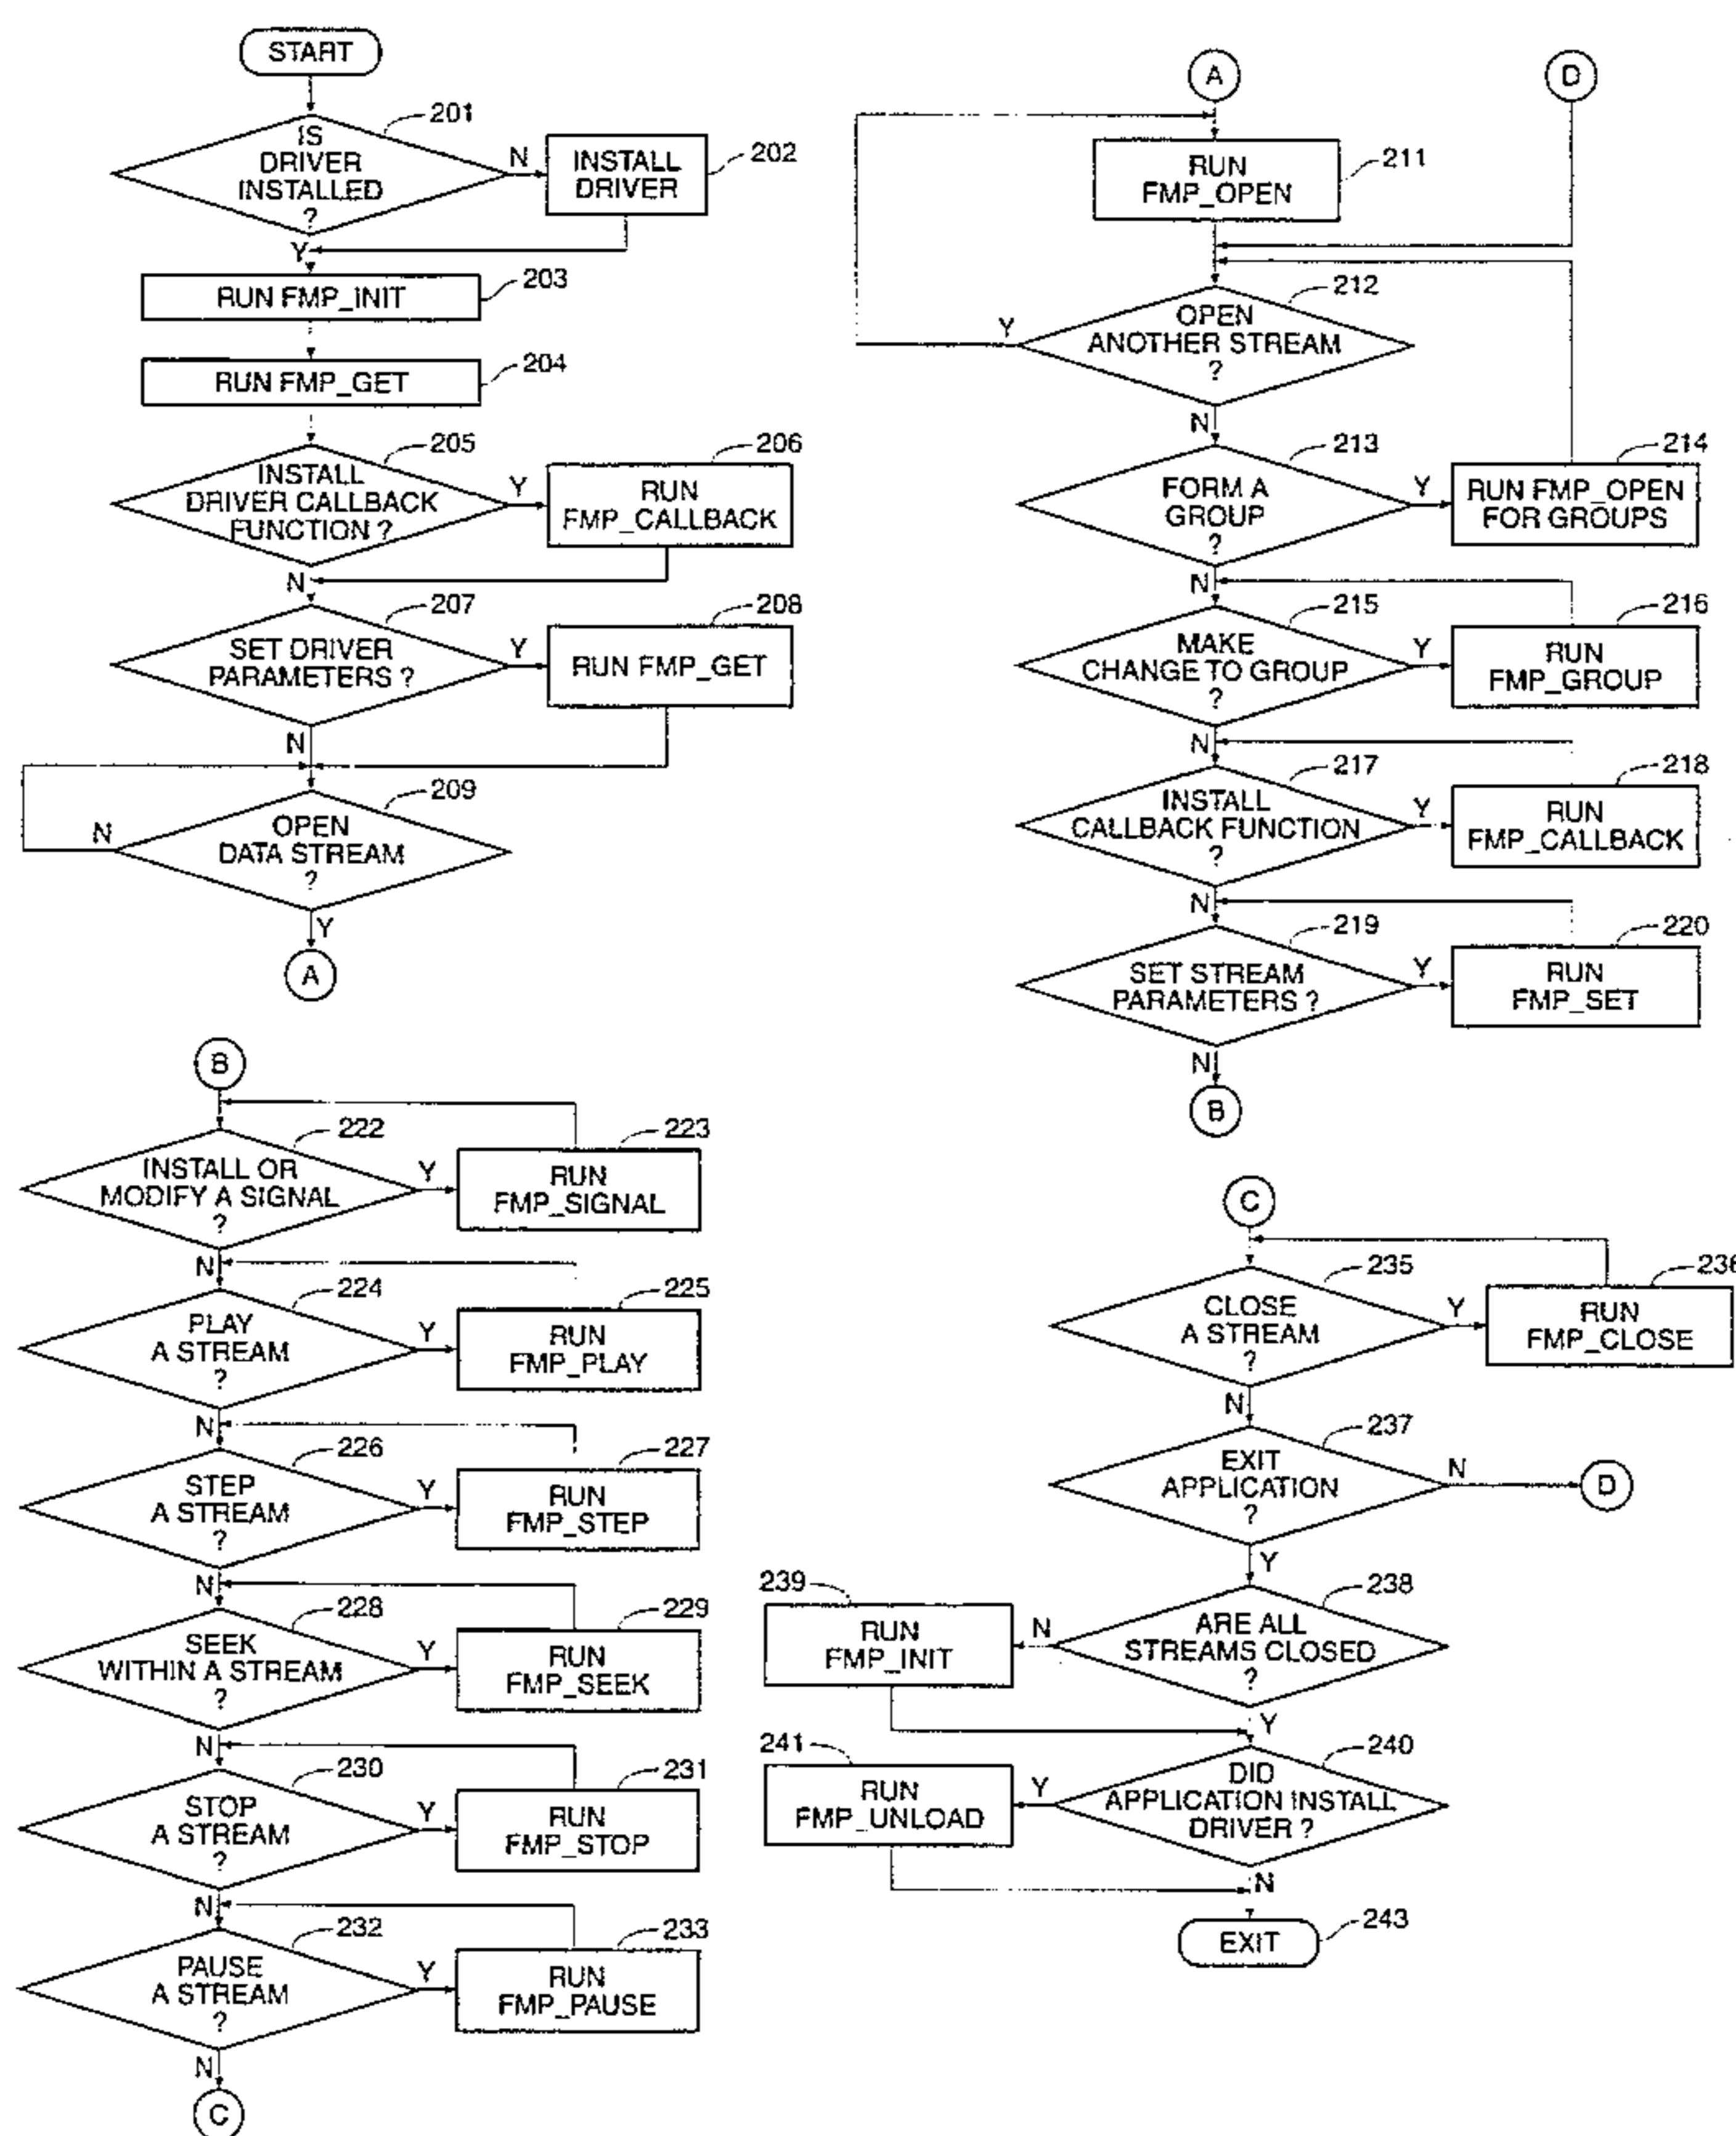 START
201
IS
DRIVER
INSTALLED
?
N
INSTALL
DRIVER
202
Y
RUN FMP_INIT
203
RUN FMP_GET
204
205
INSTALL
DRIVER CALLBACK
FUNCTION ?
Y
206
RUN
FMP_CALLBACK
N
207
SET DRIVER
PARAMETERS ?
Y
208
RUN FMP_GET
N
209
OPEN
DATA STREAM
?
N
Y
A
A
D
RUN
FMP_OPEN
211
212
OPEN
ANOTHER STREAM
?
Y
N
213
FORM A
GROUP
?
Y
214
RUN FMP_OPEN
FOR GROUPS
N
215
MAKE
CHANGE TO GROUP
?
Y
216
RUN
FMP_GROUP
N
217
INSTALL
CALLBACK FUNCTION
?
Y
218
RUN
FMP_CALLBACK
N
219
SET STREAM
PARAMETERS ?
Y
220
RUN
FMP_SET
N
B
B
222
INSTALL OR
MODIFY A SIGNAL
?
Y
223
RUN
FMP_SIGNAL
N
224
PLAY
A STREAM
?
Y
225
RUN
FMP_PLAY
N
226
STEP
A STREAM
?
Y
227
RUN
FMP_STEP
N
228
SEEK
WITHIN A STREAM
?
Y
229
RUN
FMP_SEEK
N
230
STOP
A STREAM
?
Y
231
RUN
FMP_STOP
N
232
PAUSE
A STREAM
?
Y
233
RUN
FMP_PAUSE
N
C
C
235
CLOSE
A STREAM
?
Y
236
RUN
FMP_CLOSE
N
237
EXIT
APPLICATION
?
N
D
Y
238
ARE ALL
STREAMS CLOSED
?
N
239
RUN
FMP_INIT
Y
240
DID
APPLICATION INSTALL
DRIVER ?
Y
241
RUN
FMP_UNLOAD
N
EXIT
243